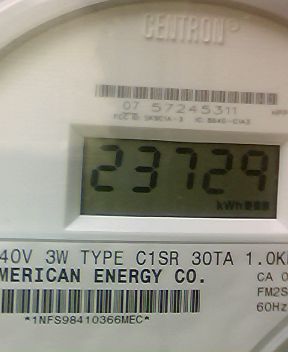 CENTRON®
07 57245311
23729
kWh
40V 3W TYPE C1SR 30TA 1.0K
MERICAN ENERGY CO.
CA 0
FM2S
60Hz
*1NFS98410366MEC*